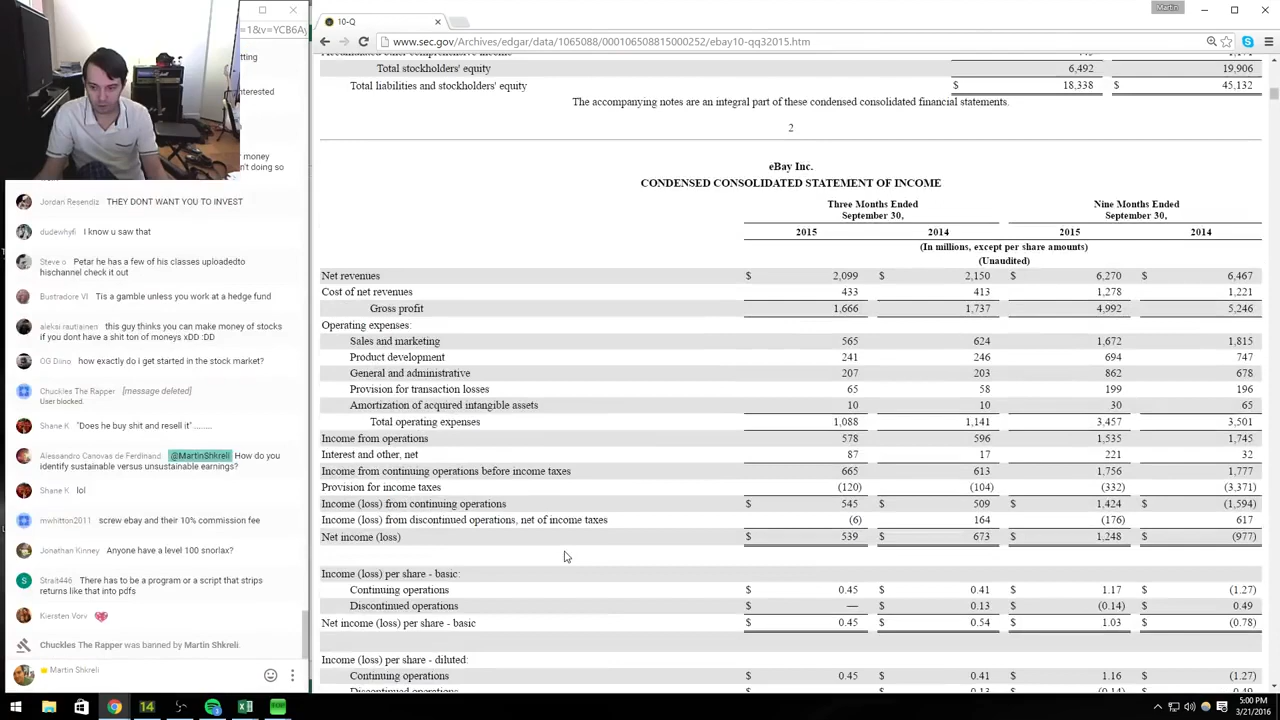 Martin
10-Q
=1&v=YCB6Ay
www.sec.gov/Archives/edgar/data/1065088/000106508815000252/ebay10-qq32015.htm
tting
nterested
money
n't doing so
Jordan Resendiz THEY DONT WANT YOU TO INVEST
dudewhyfi I know u saw that
Steve o Petar he has a few of his classes uploadedto
hischannel check it out
Bustradore VI Tis a gamble unless you work at a hedge fund
aleksi rautiainen this guy thinks you can make money of stocks
if you dont have a shit ton of moneys xDD :DD
OG Diino how exactly do i get started in the stock market?
Chuckles The Rapper [message deleted]
User blocked.
Shane K "Does he buy shit and resell it" ........
Alessandro Canovas de Ferdinand @MartinShkreli How do you
identify sustainable versus unsustainable earnings?
Shane K lol
mwhitton2011 screw ebay and their 10% commission fee
Jonathan Kinney Anyone have a level 100 snorlax?
Strait446 There has to be a program or a script that strips
returns like that into pdfs
Kiersten Vorv
Chuckles The Rapper was banned by Martin Shkreli.
Martin Shkreli
Total stockholders' equity 6,492 19,906
Total liabilities and stockholders' equity $ 18,338 $ 45,132
The accompanying notes are an integral part of these condensed consolidated financial statements.
2
eBay Inc.
CONDENSED CONSOLIDATED STATEMENT OF INCOME
Three Months Ended Nine Months Ended
September 30, September 30,
2015 2014 2015 2014
(In millions, except per share amounts)
(Unaudited)
Net revenues $ 2,099 $ 2,150 $ 6,270 $ 6,467
Cost of net revenues 433 413 1,278 1,221
Gross profit 1,666 1,737 4,992 5,246
Operating expenses:
Sales and marketing 565 624 1,672 1,815
Product development 241 246 694 747
General and administrative 207 203 862 678
Provision for transaction losses 65 58 199 196
Amortization of acquired intangible assets 10 10 30 65
Total operating expenses 1,088 1,141 3,457 3,501
Income from operations 578 596 1,535 1,745
Interest and other, net 87 17 221 32
Income from continuing operations before income taxes 665 613 1,756 1,777
Provision for income taxes (120) (104) (332) (3,371)
Income (loss) from continuing operations 545 509 $ 1,424 $ (1,594)
Income (loss) from discontinued operations, net of income taxes (6) 164 (176) 617
Net income (loss) $ 539 $ 673 $ 1,248 $ (977)
Income (loss) per share - basic:
Continuing operations $ 0.45 $ 0.41 $ 1.17 $ (1.27)
Discontinued operations $ — $ 0.13 $ (0.14) $ 0.49
Net income (loss) per share - basic $ 0.45 $ 0.54 $ 1.03 $ (0.78)
Income (loss) per share - diluted:
Continuing operations $ 0.45 $ 0.41 $ 1.16 $ (1.27)
14
5:00 PM
3/21/2016